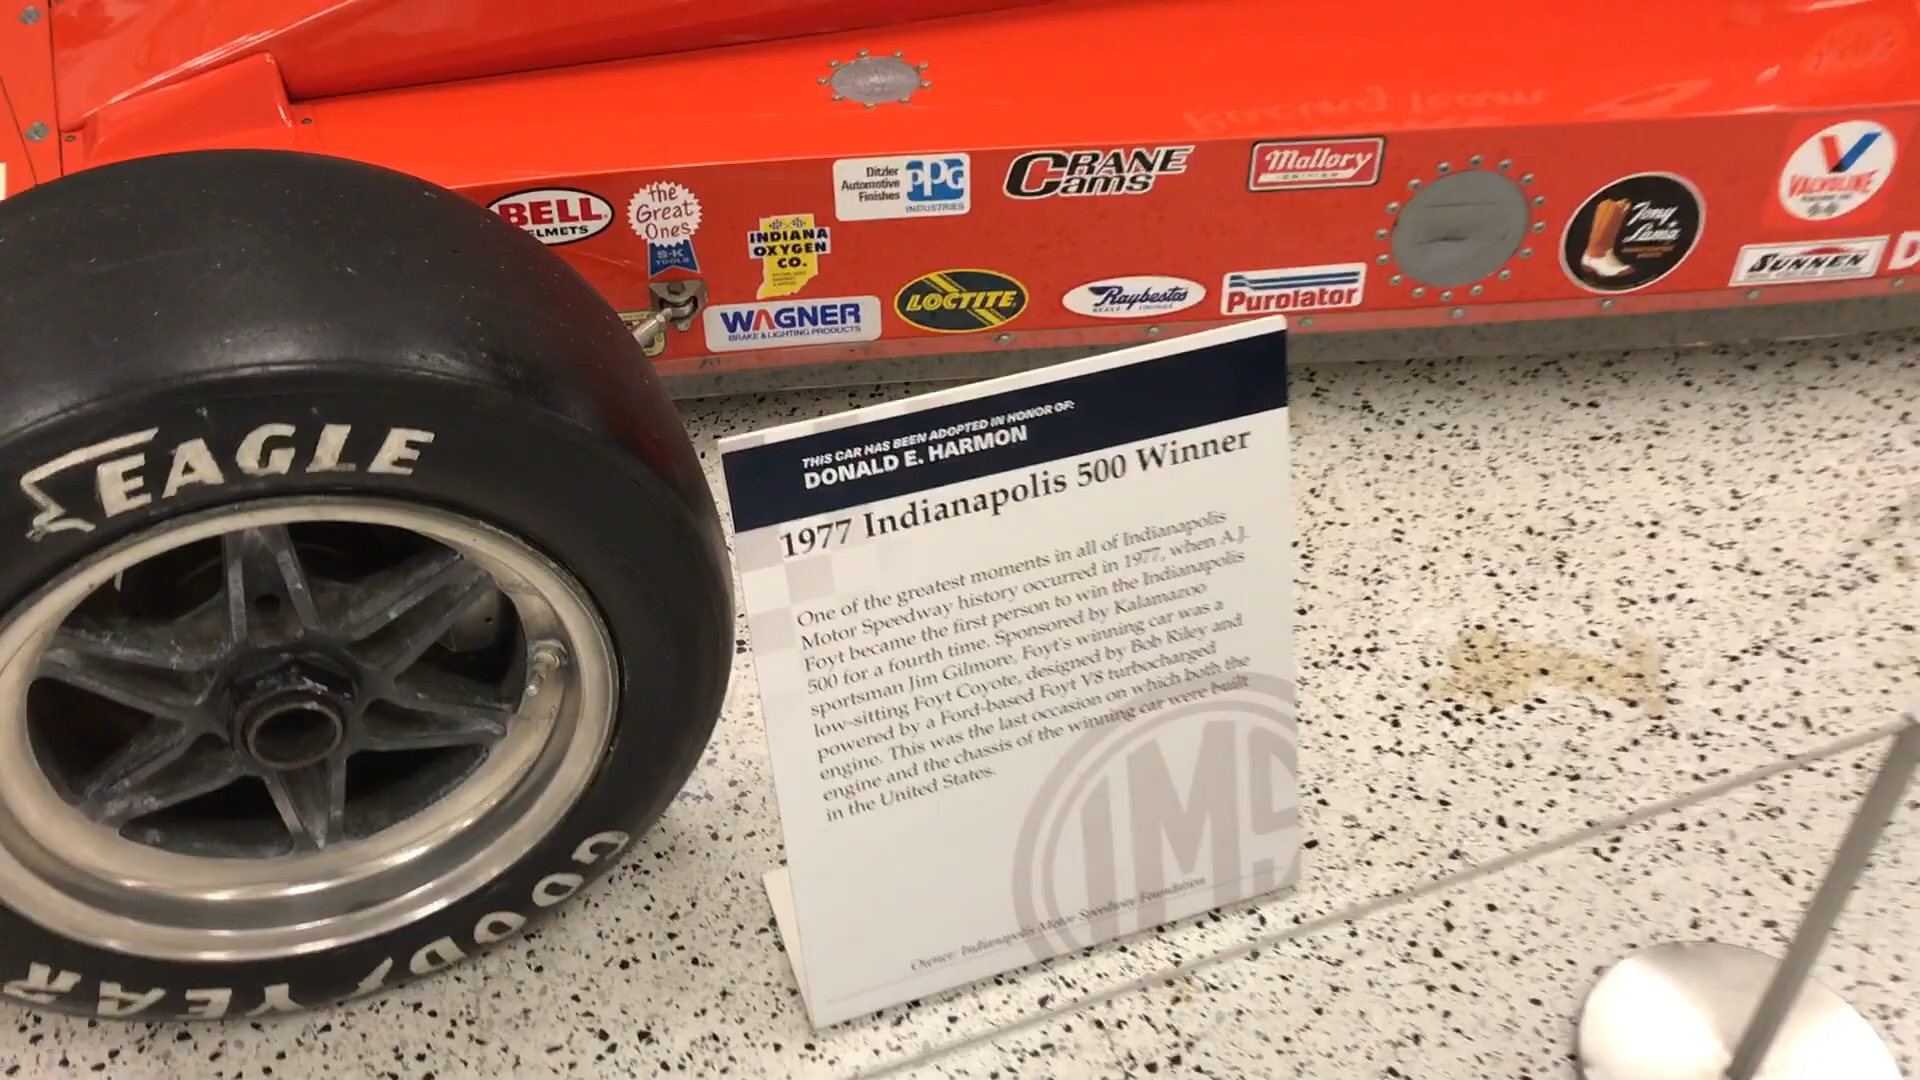 Racing Team
BELL
HELMETS
the
Great
Ones
S-K
TOOLS
INDIANA
OXYGEN
CO.
Ditzler
Automotive
Finishes
PPG
INDUSTRIES
CRANE
Cams
Mallory
IGNITION
Tony
Lama
VALVOLINE
SUNNEN
D
WAGNER
BRAKE & LIGHTING PRODUCTS
LOCTITE
Raybestos
Purolator
EAGLE
GOODYEAR
THIS CAR HAS BEEN ADOPTED IN HONOR OF:
DONALD E. HARMON
1977 Indianapolis 500 Winner
One of the greatest moments in all of Indianapolis
Motor Speedway history occurred in 1977, when A.J.
Foyt became the first person to win the Indianapolis
500 for a fourth time. Sponsored by Kalamazoo
sportsman Jim Gilmore, Foyt's winning car was a
low-sitting Foyt Coyote, designed by Bob Riley and
powered by a Ford-based Foyt V8 turbocharged
engine. This was the last occasion on which both the
engine and the chassis of the winning car were built
in the United States.
IMS
Owner: Indianapolis Motor Speedway Foundation